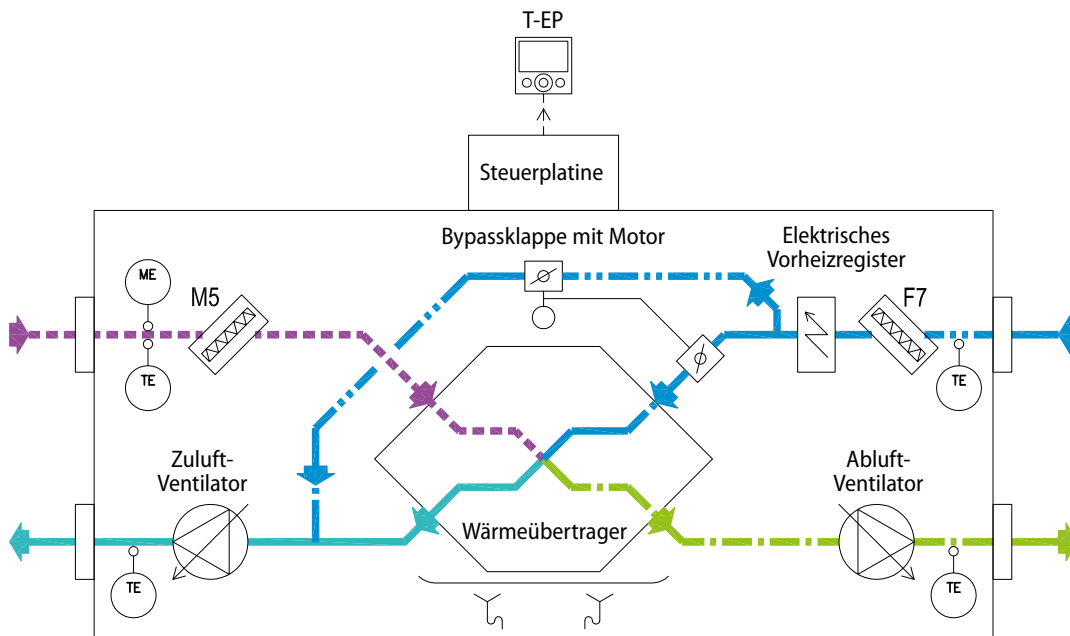 T-EP
Steuerplatine
Bypassklappe mit Motor
Elektrisches
Vorheizregister
ME
M5
F7
TE
TE
Zuluft-
Ventilator
Abluft-
Ventilator
Wärmeübertrager
TE
TE